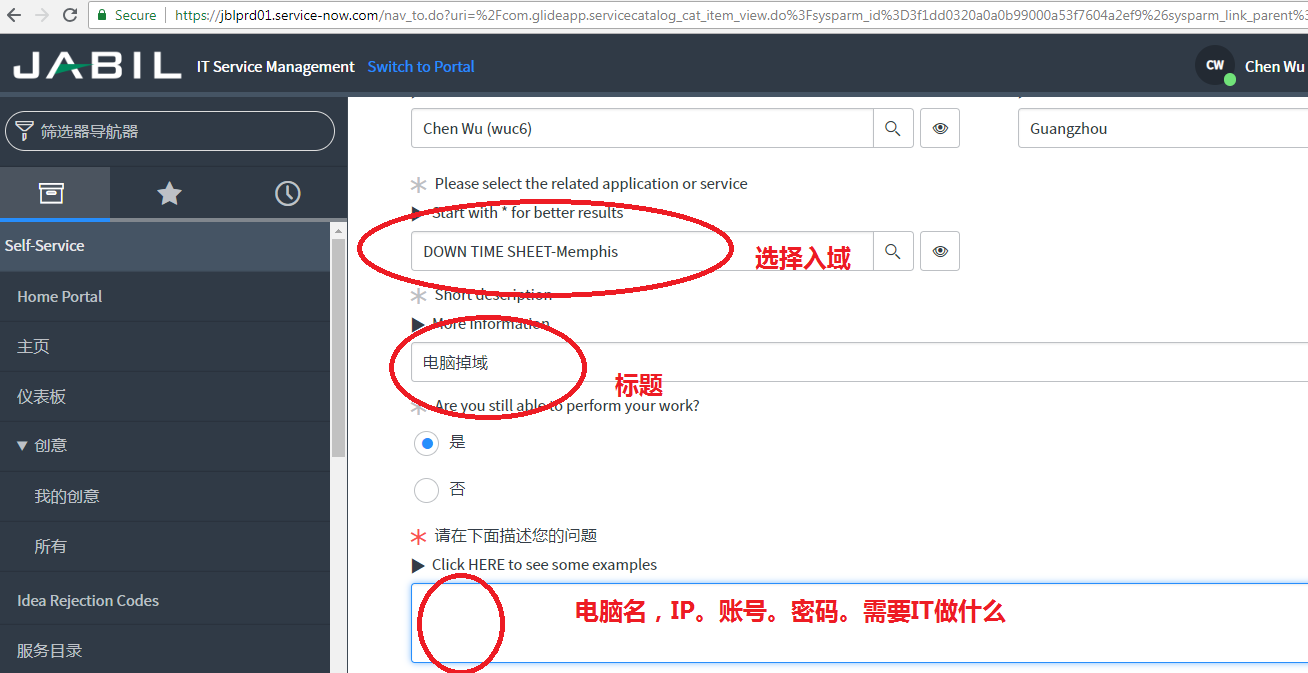 Secure
https://jblprd01.service-now.com/nav_to.do?uri=%2Fcom.glideapp.servicecatalog_cat_item_view.do%3Fsysparm_id%3D3f1dd0320a0a0b99000a53f7604a2ef9%26sysparm_link_parent%3
JABIL IT Service Management Switch to Portal
CW Chen Wu
筛选器导航器
Self-Service
Home Portal
主页
仪表板
创意
我的创意
所有
Idea Rejection Codes
服务目录
Chen Wu (wuc6)
Guangzhou
Please select the related application or service
Start with * for better results
DOWN TIME SHEET-Memphis
选择入域
Short description
More information
电脑掉域
标题
Are you still able to perform your work?
是
否
请在下面描述您的问题
Click HERE to see some examples
电脑名，IP。账号。密码。需要IT做什么